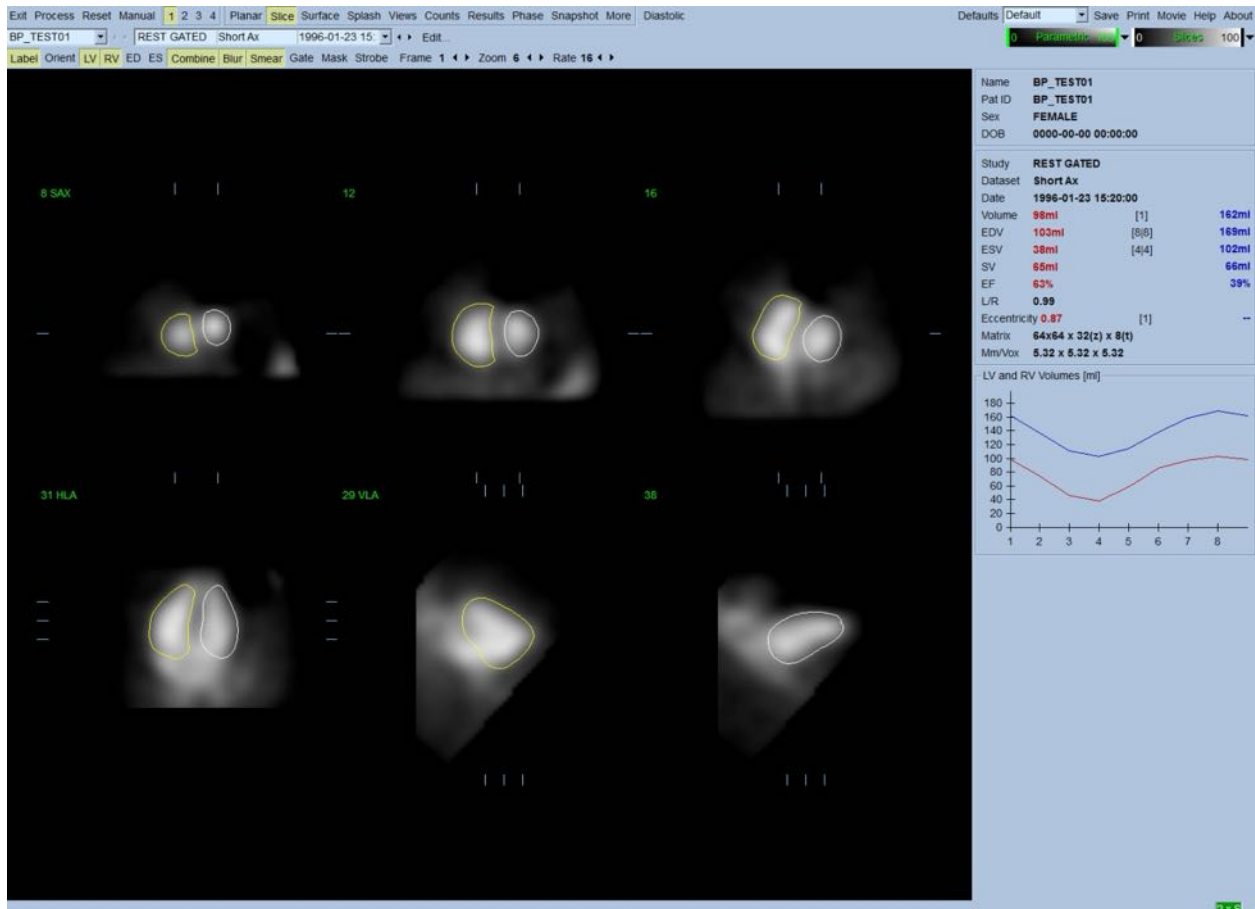 Exit Process Reset Manual 1 2 3 4 Planar Slice Surface Splash Views Counts Results Phase Snapshot More Diastolic Defaults Default Save Print Movie Help About
BP_TEST01 REST GATED Short Ax 1996-01-23 15: Edit... 0 Parametric 0 Slices 100
Label Orient LV RV ED ES Combine Blur Smear Gate Mask Strobe Frame 1 Zoom 6 Rate 16
Name BP_TEST01
Pat ID BP_TEST01
Sex FEMALE
DOB 0000-00-00 00:00:00
Study REST GATED
Dataset Short Ax
Date 1996-01-23 15:20:00
Volume 98ml [1] 162ml
EDV 103ml [8|8] 169ml
ESV 38ml [4|4] 102ml
SV 65ml 66ml
EF 63% 39%
L/R 0.99
Eccentricity 0.87 [1] --
Matrix 64x64 x 32(z) x 8(t)
Mm/Vox 5.32 x 5.32 x 5.32
LV and RV Volumes [ml]
180
160
140
120
100
80
60
40
20
0
1 2 3 4 5 6 7 8
8 SAX 12 16
31 HLA 29 VLA 38